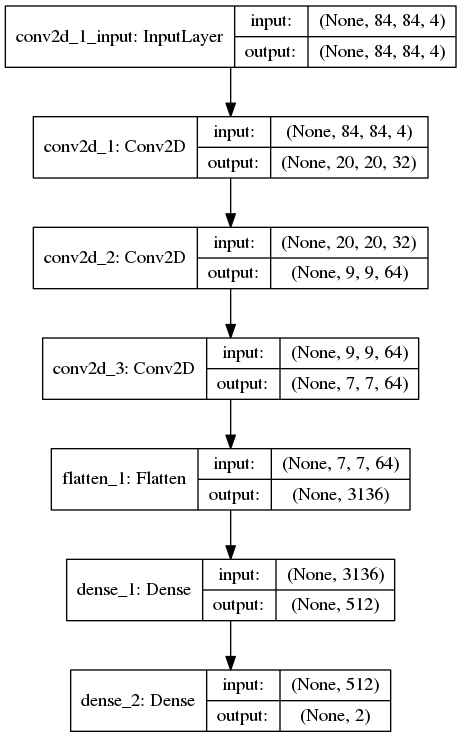 conv2d_1_input: InputLayer
input: (None, 84, 84, 4)
output: (None, 84, 84, 4)
conv2d_1: Conv2D
input: (None, 84, 84, 4)
output: (None, 20, 20, 32)
conv2d_2: Conv2D
input: (None, 20, 20, 32)
output: (None, 9, 9, 64)
conv2d_3: Conv2D
input: (None, 9, 9, 64)
output: (None, 7, 7, 64)
flatten_1: Flatten
input: (None, 7, 7, 64)
output: (None, 3136)
dense_1: Dense
input: (None, 3136)
output: (None, 512)
dense_2: Dense
input: (None, 512)
output: (None, 2)